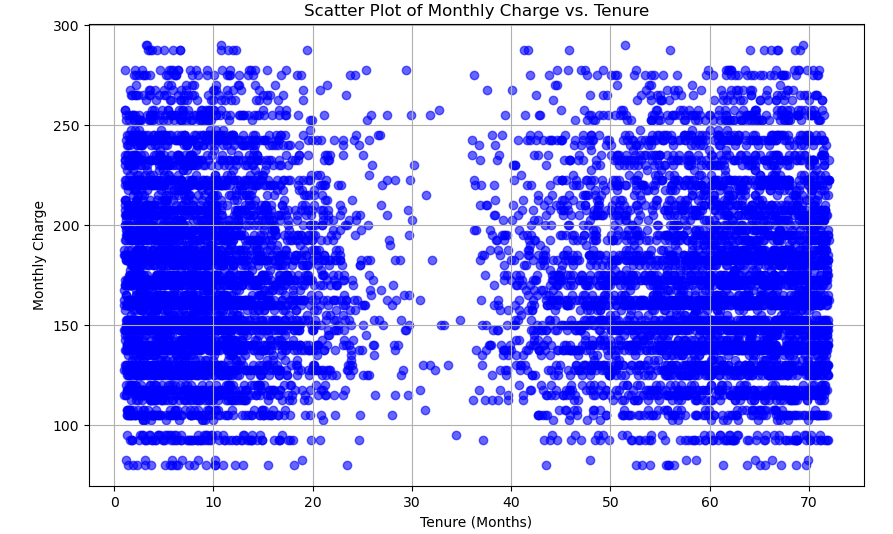 Scatter Plot of Monthly Charge vs. Tenure
300
250
200
150
100
Monthly Charge
0 10 20 30 40 50 60 70
Tenure (Months)